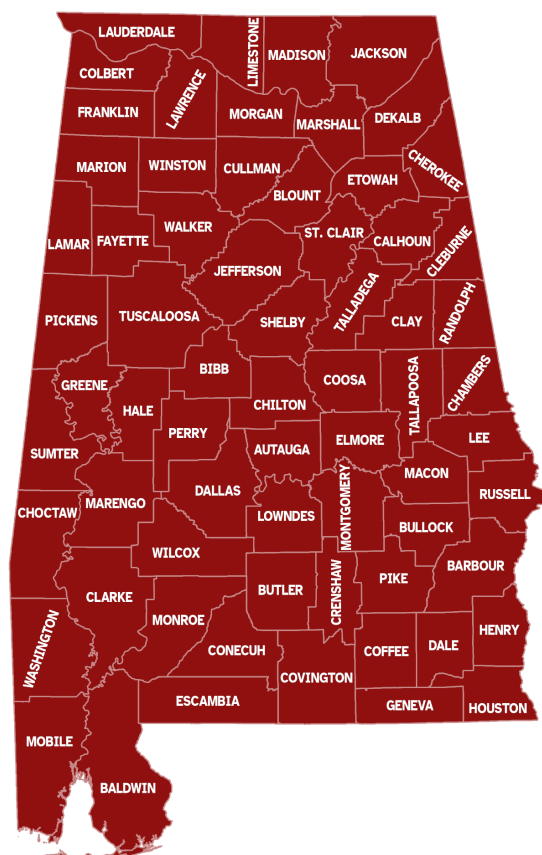 LAUDERDALE
LIMESTONE
MADISON
JACKSON
COLBERT
LAWRENCE
FRANKLIN
MORGAN
MARSHALL
DEKALB
MARION
WINSTON
CULLMAN
BLOUNT
ETOWAH
CHEROKEE
LAMAR
FAYETTE
WALKER
ST. CLAIR
CALHOUN
CLEBURNE
JEFFERSON
TALLADEGA
PICKENS
TUSCALOOSA
SHELBY
CLAY
RANDOLPH
GREENE
HALE
BIBB
CHILTON
COOSA
TALLAPOOSA
CHAMBERS
SUMTER
PERRY
AUTAUGA
ELMORE
LEE
CHOCTAW
MARENGO
DALLAS
LOWNDES
MONTGOMERY
MACON
RUSSELL
BULLOCK
WILCOX
CLARKE
BUTLER
CRENSHAW
PIKE
BARBOUR
WASHINGTON
MONROE
CONECUH
COVINGTON
COFFEE
DALE
HENRY
ESCAMBIA
GENEVA
HOUSTON
MOBILE
BALDWIN